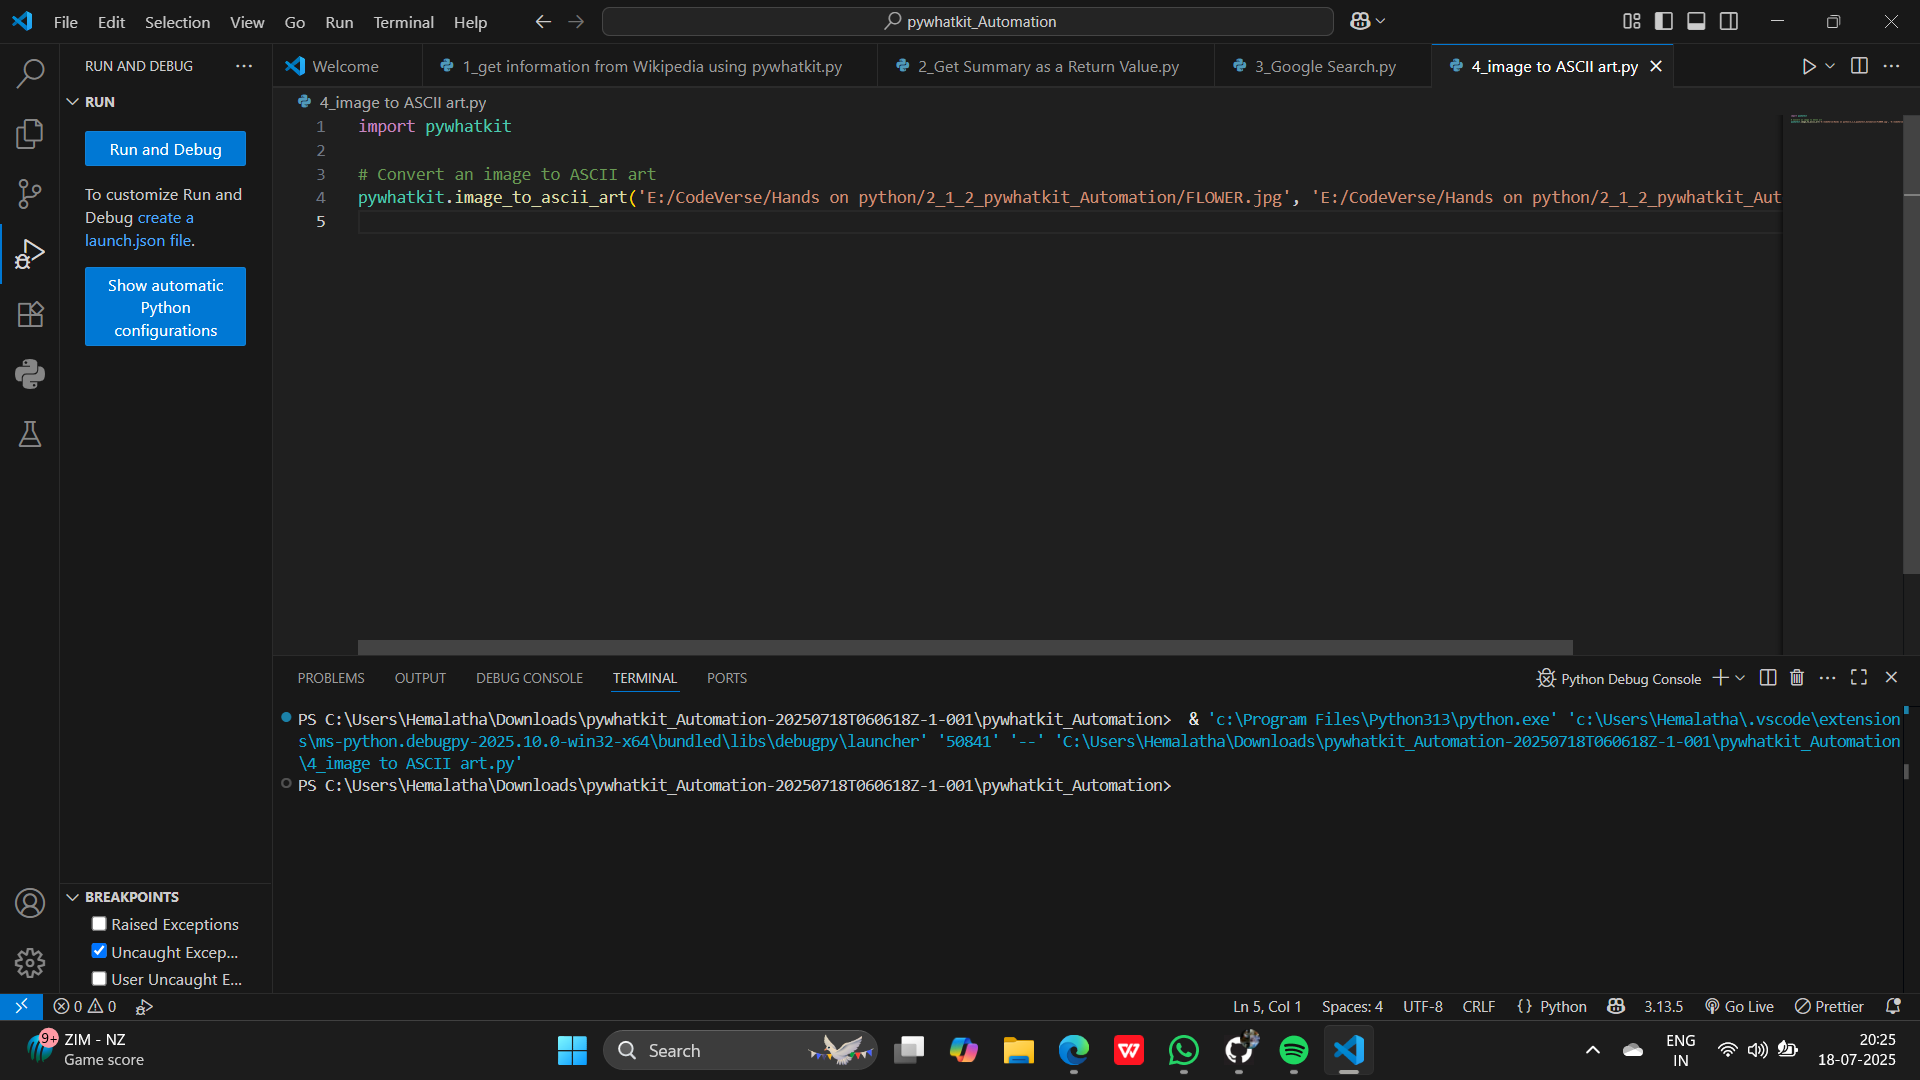 File Edit Selection View Go Run Terminal Help
pywhatkit_Automation
RUN AND DEBUG
RUN
Run and Debug
To customize Run and
Debug create a
launch.json file.
Show automatic
Python
configurations
Welcome
1_get information from Wikipedia using pywhatkit.py
2_Get Summary as a Return Value.py
3_Google Search.py
4_image to ASCII art.py
4_image to ASCII art.py
1 import pywhatkit
2
3 # Convert an image to ASCII art
4 pywhatkit.image_to_ascii_art('E:/CodeVerse/Hands on python/2_1_2_pywhatkit_Automation/FLOWER.jpg', 'E:/CodeVerse/Hands on python/2_1_2_pywhatkit_Aut
5
PROBLEMS OUTPUT DEBUG CONSOLE TERMINAL PORTS
Python Debug Console
PS C:\Users\Hemalatha\Downloads\pywhatkit_Automation-20250718T060618Z-1-001\pywhatkit_Automation>  & 'c:\Program Files\Python313\python.exe' 'c:\Users\Hemalatha\.vscode\extension
s\ms-python.debugpy-2025.10.0-win32-x64\bundled\libs\debugpy\launcher' '50841' '--' 'C:\Users\Hemalatha\Downloads\pywhatkit_Automation-20250718T060618Z-1-001\pywhatkit_Automation
\4_image to ASCII art.py'
PS C:\Users\Hemalatha\Downloads\pywhatkit_Automation-20250718T060618Z-1-001\pywhatkit_Automation>
BREAKPOINTS
Raised Exceptions
Uncaught Excep...
User Uncaught E...
0 0
Ln 5, Col 1 Spaces: 4 UTF-8 CRLF {} Python 3.13.5 Go Live Prettier
9+ ZIM - NZ
Game score
Search
ENG
IN
20:25
18-07-2025